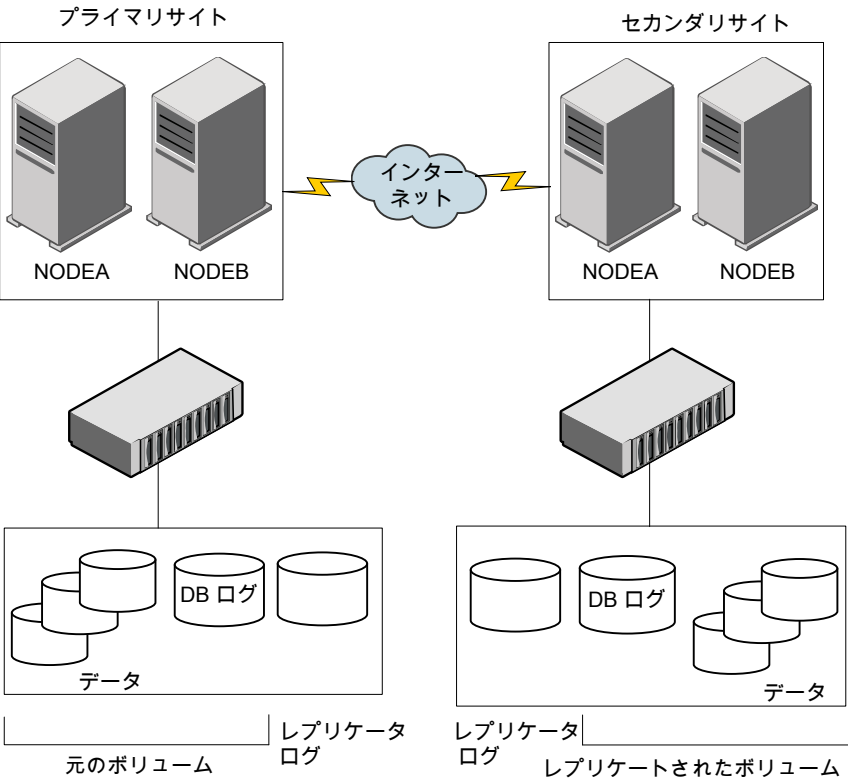 プライマリサイト
セカンダリサイト
インター
ネット
NODEA
NODEB
NODEA
NODEB
DB ログ
データ
DB ログ
データ
元のボリューム
レプリケータ
ログ
レプリケータ
ログ
レプリケートされたボリューム